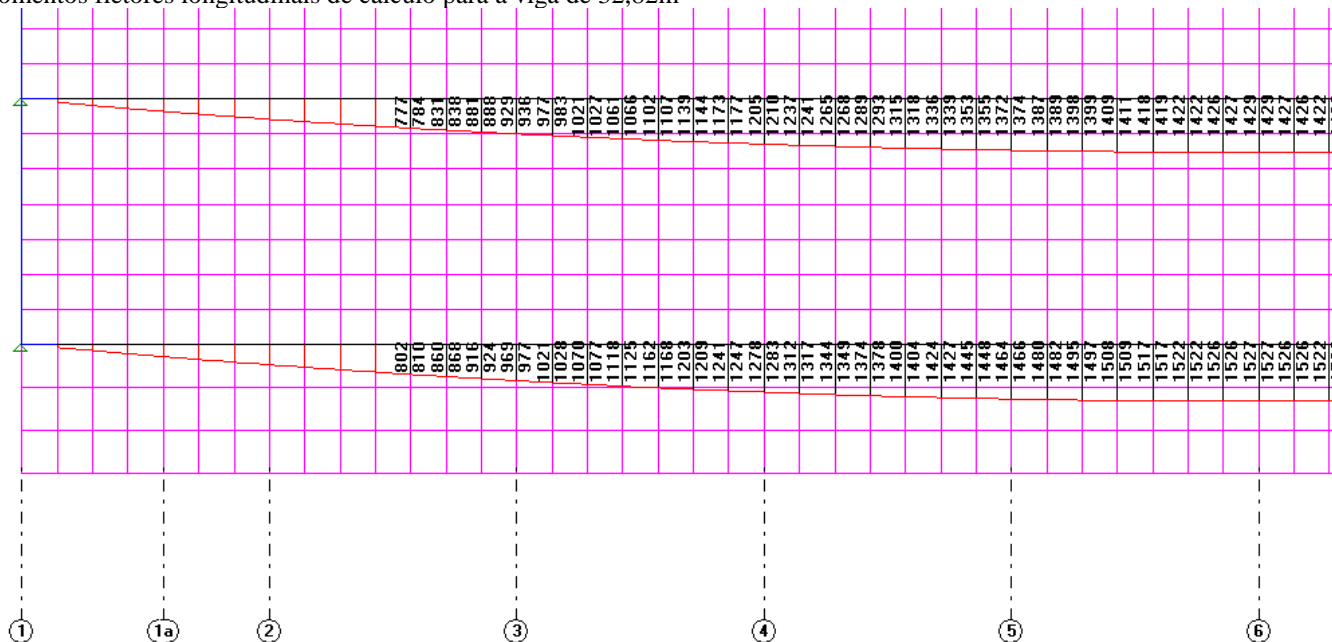 omentos fletores longitudinais de cálculo para a viga de 32,82m
777 784 831 838 881 888 929 936 977 983 1021 1027 1061 1066 1102 1107 1139 1144 1173 1177 1205 1210 1237 1241 1265 1268 1289 1293 1315 1318 1336 1339 1353 1355 1372 1374 1387 1389 1398 1399 1409 1411 1418 1419 1422 1422 1426 1427 1429 1429 1427 1426 1422
802 810 860 868 916 924 969 977 1021 1028 1070 1077 1118 1125 1162 1168 1203 1209 1241 1247 1278 1283 1312 1317 1344 1349 1374 1378 1400 1404 1424 1427 1445 1448 1464 1466 1480 1482 1495 1497 1508 1509 1517 1517 1522 1522 1526 1526 1527 1527 1526 1526 1522
1 1a 2 3 4 5 6